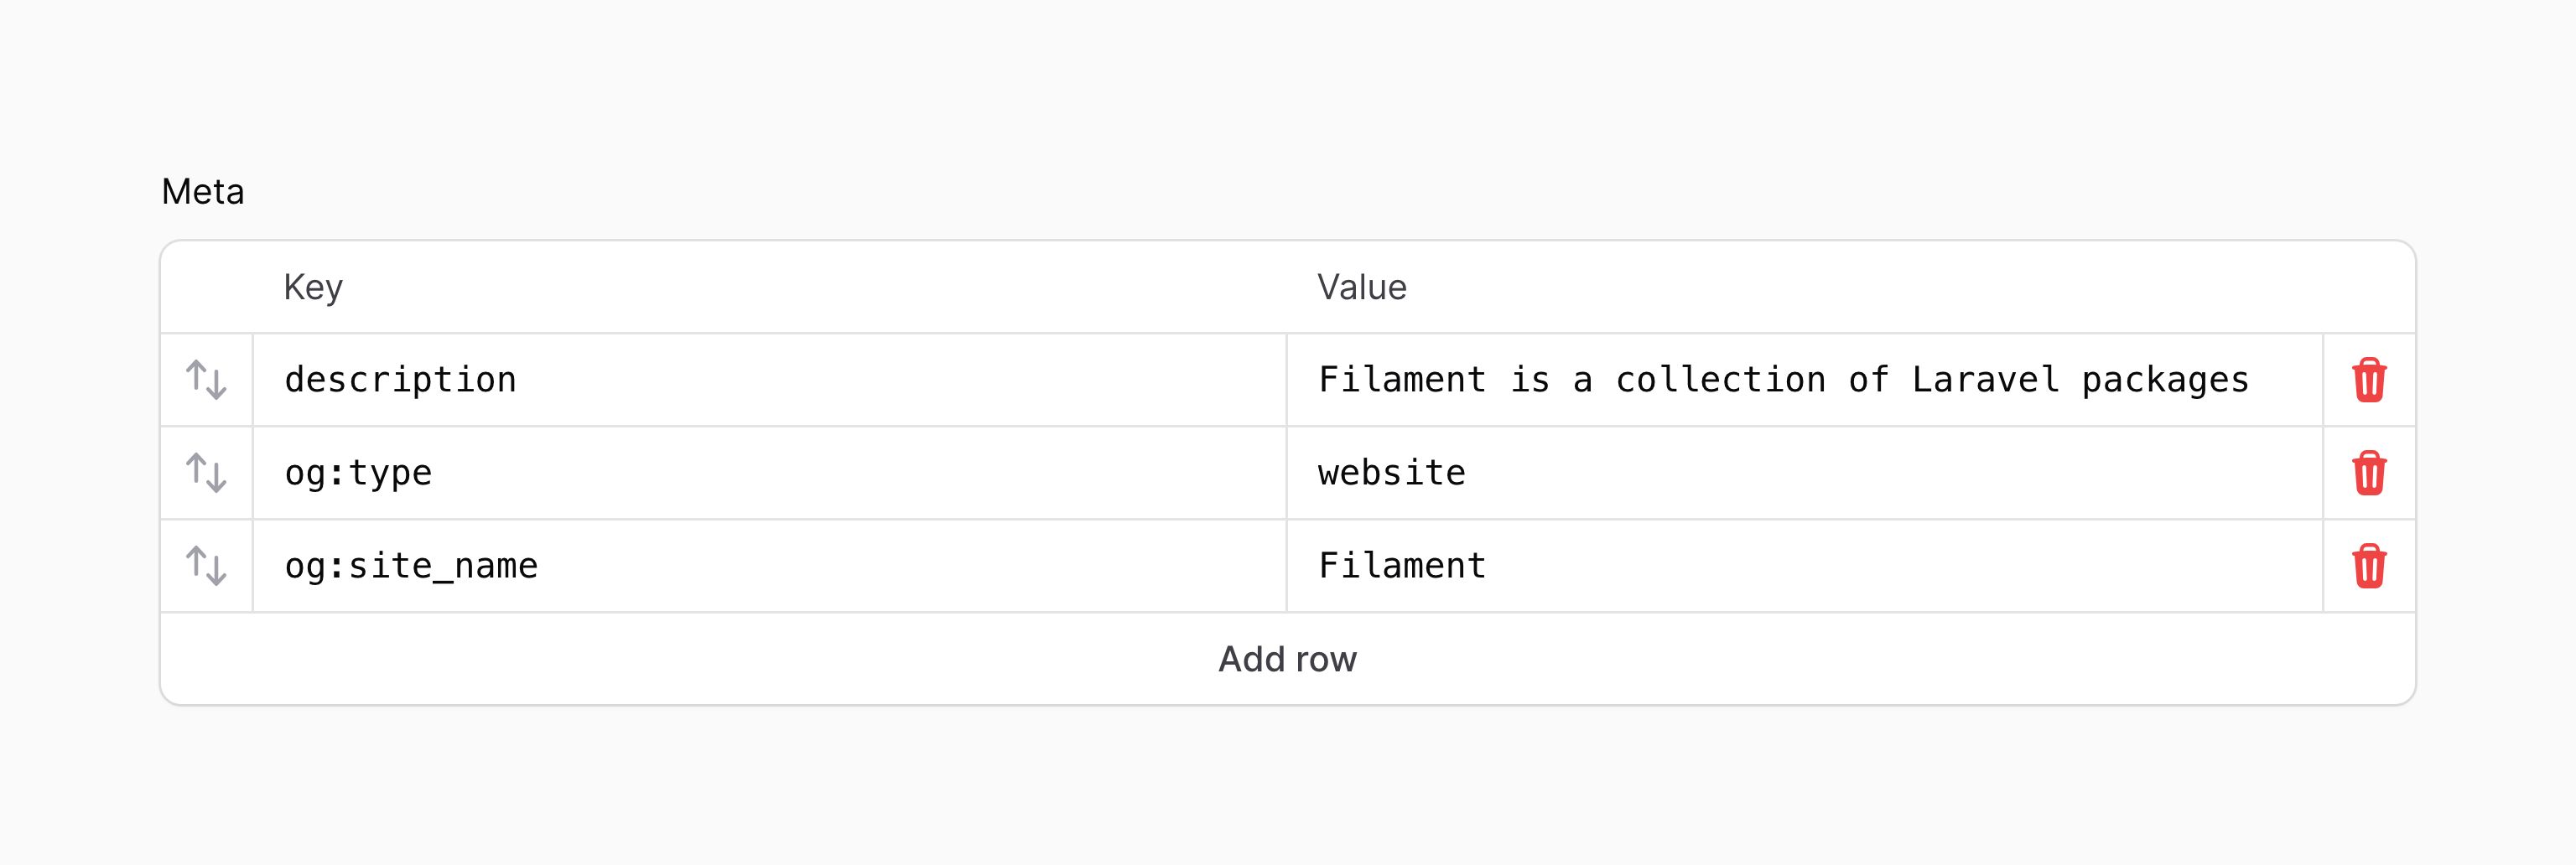 Meta
Key Value
description Filament is a collection of Laravel packages
og:type website
og:site_name Filament
Add row